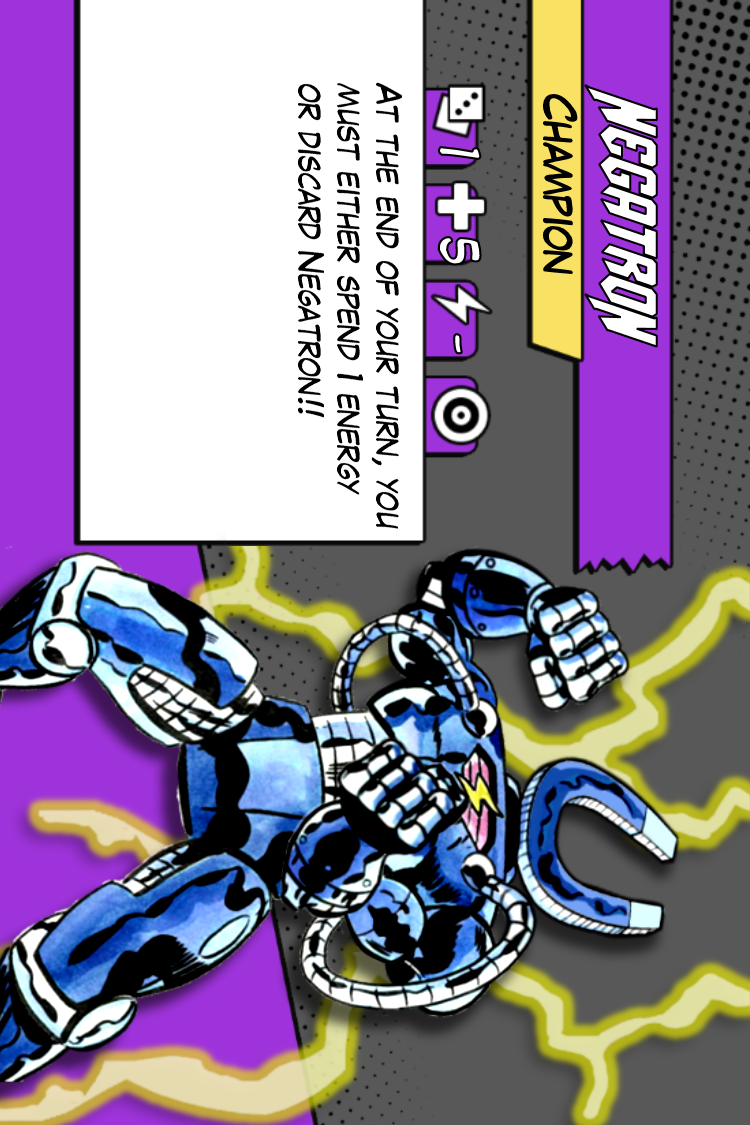 NEGATRON
CHAMPION
1 5 -
AT THE END OF YOUR TURN, YOU
MUST EITHER SPEND 1 ENERGY
OR DISCARD NEGATRON!!